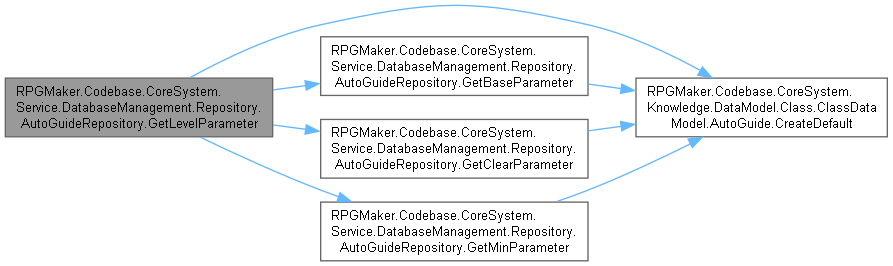 RPGMaker.Codebase.CoreSystem.
Service.DatabaseManagement.Repository.
AutoGuideRepository.GetLevelParameter
RPGMaker.Codebase.CoreSystem.
Service.DatabaseManagement.Repository.
AutoGuideRepository.GetBaseParameter
RPGMaker.Codebase.CoreSystem.
Service.DatabaseManagement.Repository.
AutoGuideRepository.GetClearParameter
RPGMaker.Codebase.CoreSystem.
Service.DatabaseManagement.Repository.
AutoGuideRepository.GetMinParameter
RPGMaker.Codebase.CoreSystem.
Knowledge.DataModel.Class.ClassData
Model.AutoGuide.CreateDefault